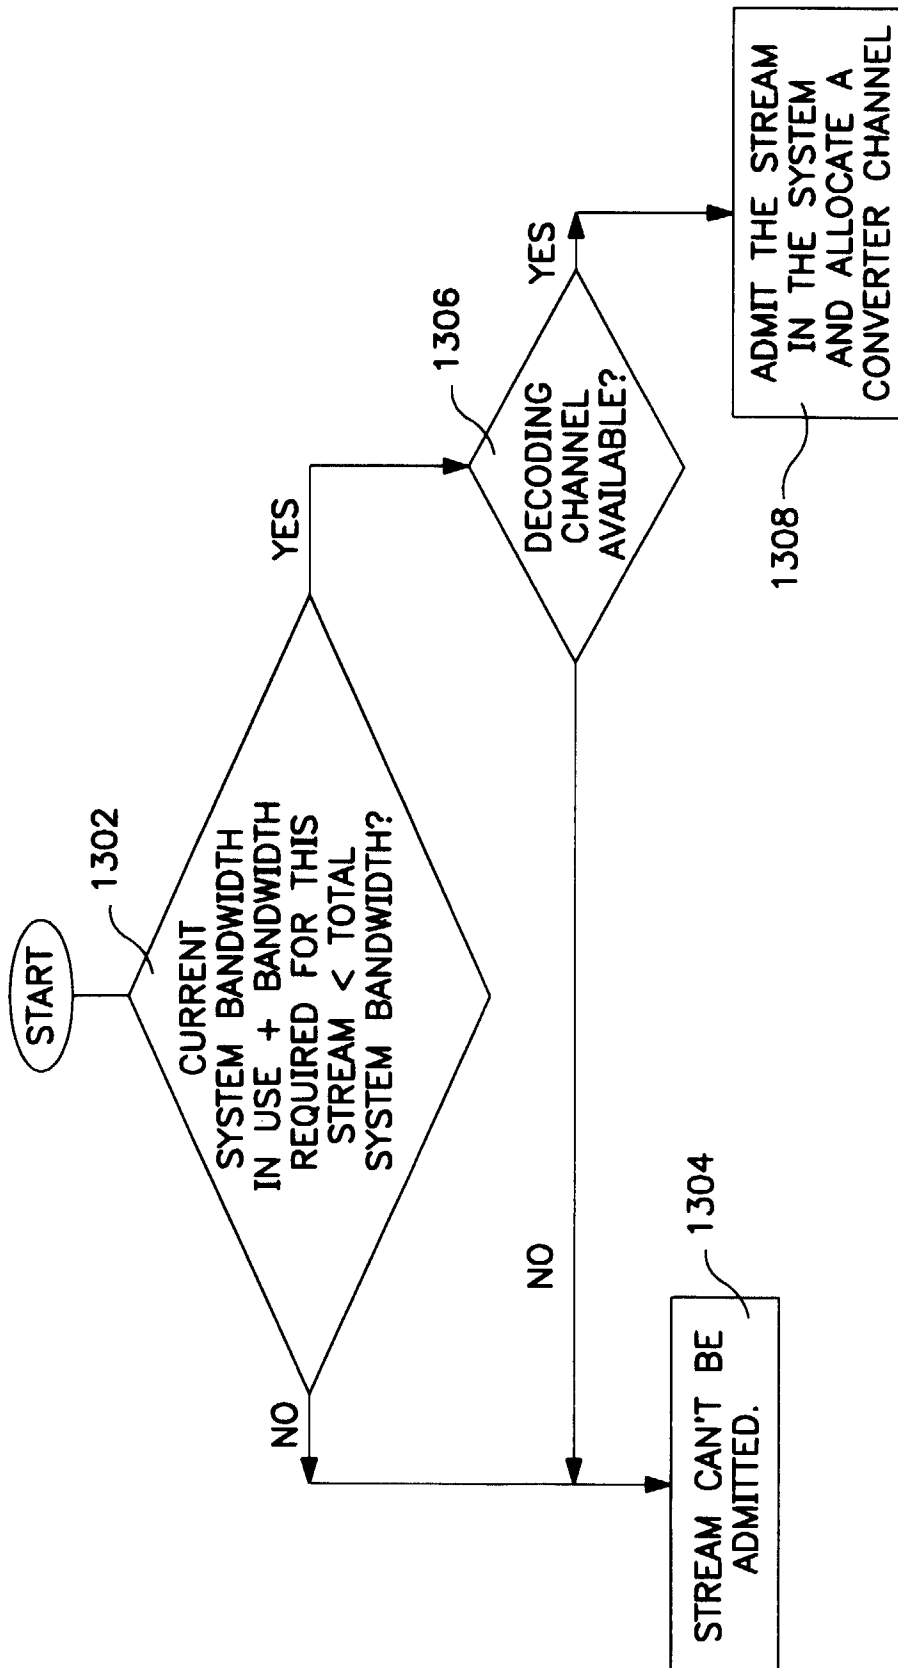 START
1302
CURRENT
SYSTEM BANDWIDTH
IN USE + BANDWIDTH
REQUIRED FOR THIS
STREAM < TOTAL
SYSTEM BANDWIDTH?
NO
YES
1306
DECODING
CHANNEL
AVAILABLE?
NO
YES
1304
STREAM CAN'T BE
ADMITTED.
1308
ADMIT THE STREAM
IN THE SYSTEM
AND ALLOCATE A
CONVERTER CHANNEL